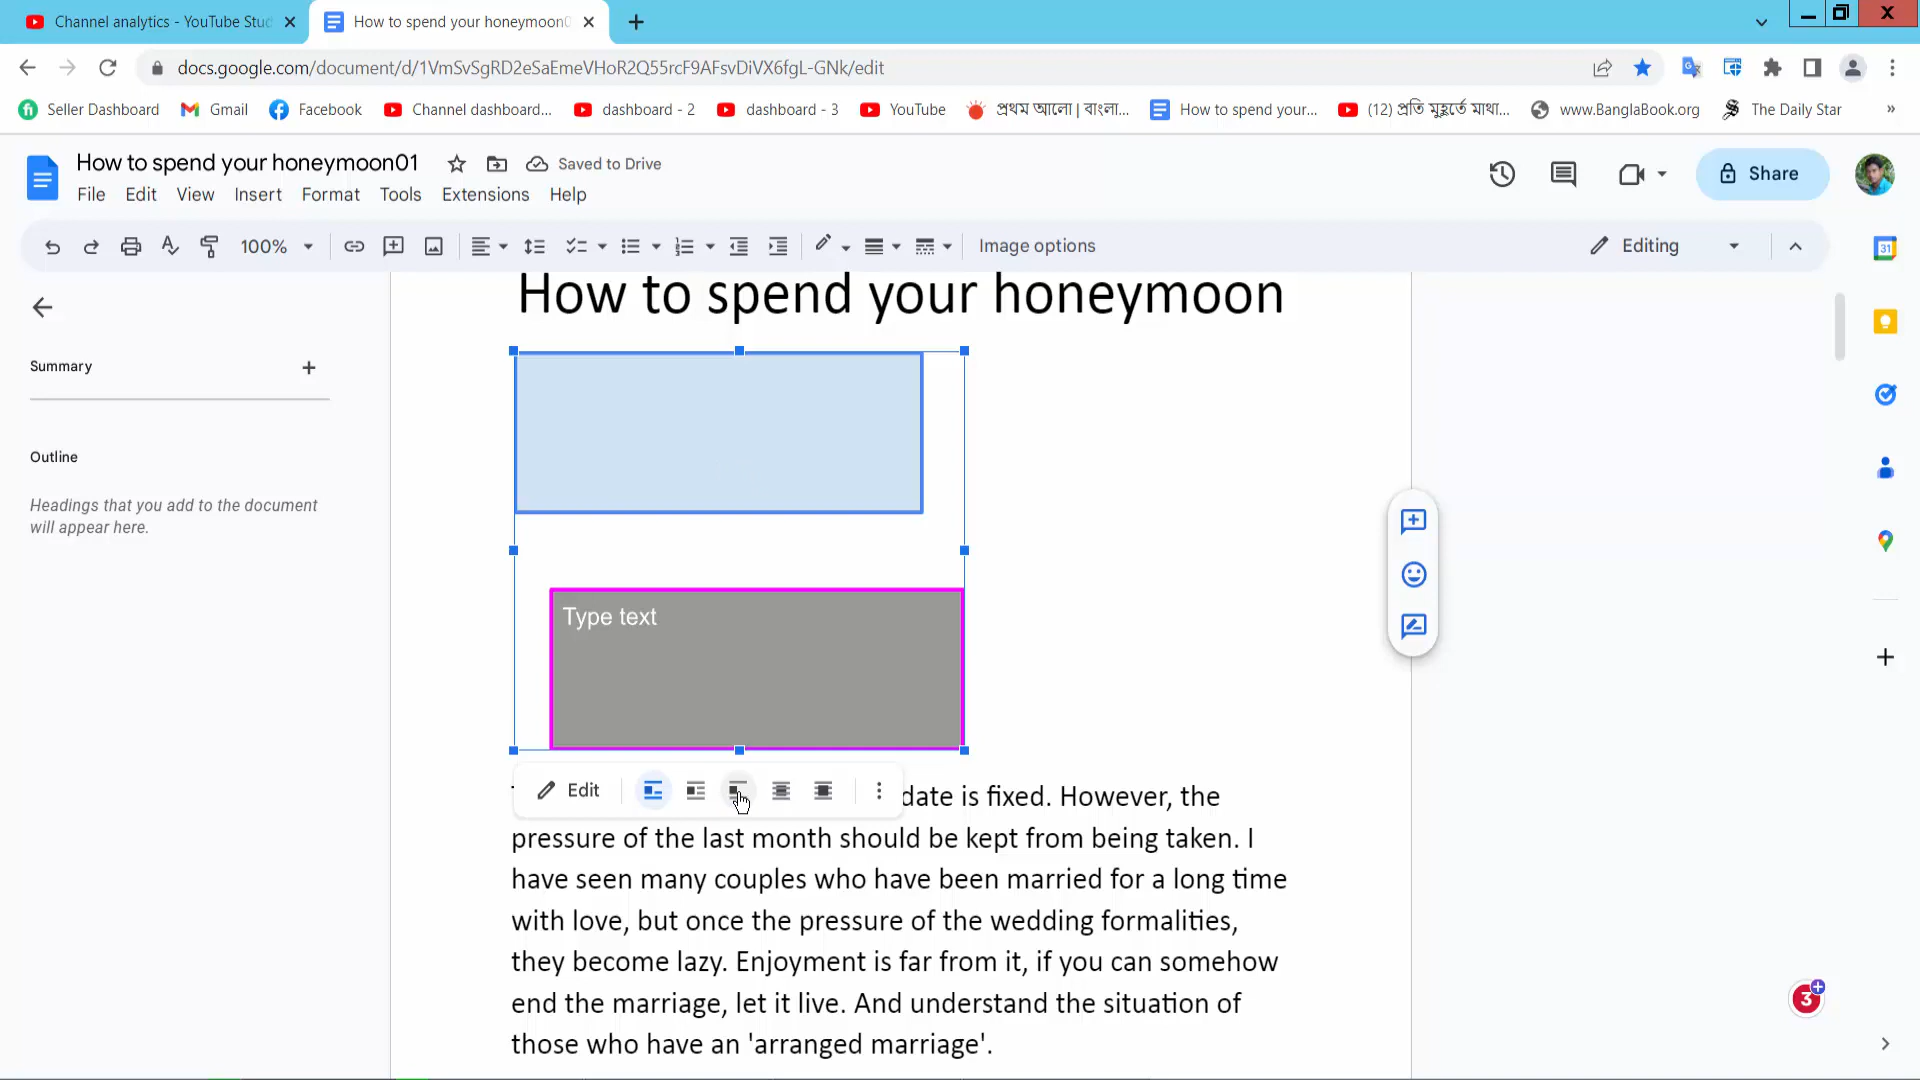 Channel analytics - YouTube Stud
How to spend your honeymoon0
docs.google.com/document/d/1VmSvSgRD2eSaEmeVHoR2Q55rcF9AFsvDiVX6fgL-GNk/edit
Seller Dashboard
Gmail
Facebook
Channel dashboard...
dashboard - 2
dashboard - 3
YouTube
প্রথম আলো | বাংলা...
How to spend your...
(12) প্রতি মুহূর্তে মাথা...
www.BanglaBook.org
The Daily Star
»
How to spend your honeymoon01
Saved to Drive
Share
File Edit View Insert Format Tools Extensions Help
100%
Image options
Editing
31
Summary
Outline
Headings that you add to the document
will appear here.
How to spend your honeymoon
Type text
Edit
date is fixed. However, the
pressure of the last month should be kept from being taken. I
have seen many couples who have been married for a long time
with love, but once the pressure of the wedding formalities,
they become lazy. Enjoyment is far from it, if you can somehow
end the marriage, let it live. And understand the situation of
those who have an 'arranged marriage'.
3